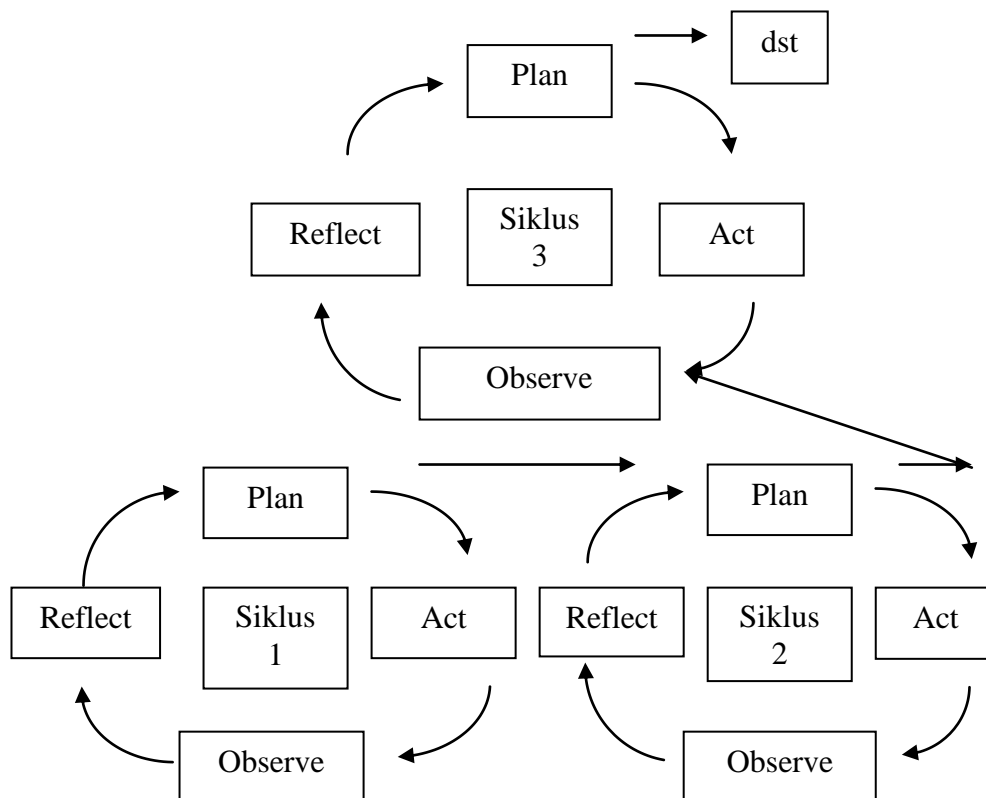 dst
Plan
Reflect
Siklus
3
Act
Observe
Plan
Plan
Reflect
Siklus
1
Act
Reflect
Siklus
2
Act
Observe
Observe